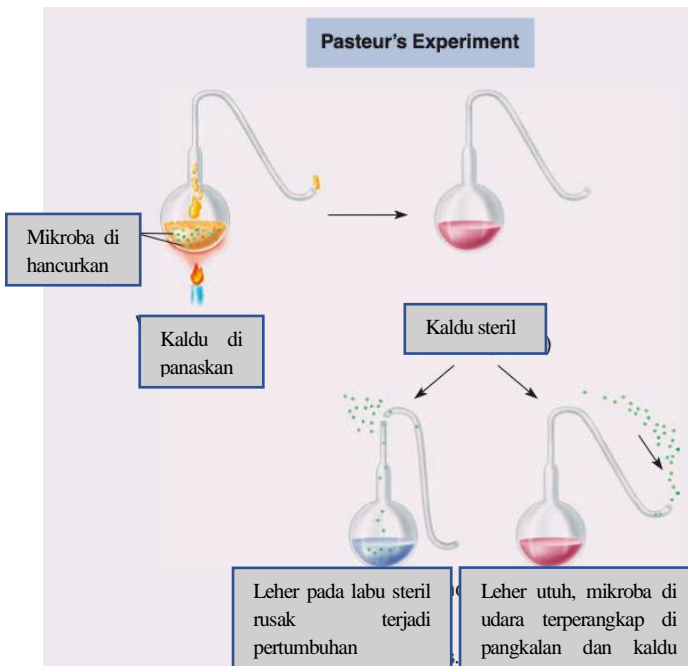 Pasteur's Experiment
Mikroba di
hancurkan
Kaldu di
panaskan
Kaldu steril
Leher pada labu steril
rusak terjadi
pertumbuhan
Leher utuh, mikroba di
udara terperangkap di
pangkalan dan kaldu